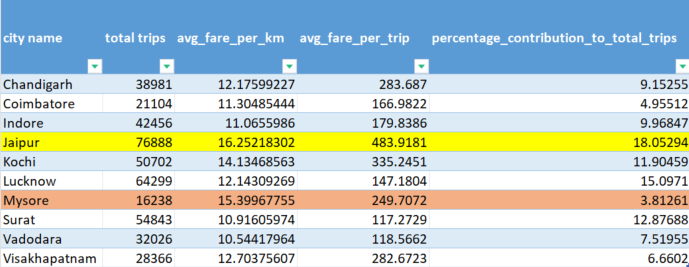 city name total trips avg_fare_per_km avg_fare_per_trip percentage_contribution_to_total_trips
Chandigarh 38981 12.17599227 283.687 9.15255
Coimbatore 21104 11.30485444 166.9822 4.95512
Indore 42456 11.0655986 179.8386 9.96847
Jaipur 76888 16.25218302 483.9181 18.05294
Kochi 50702 14.13468563 335.2451 11.90459
Lucknow 64299 12.14309269 147.1804 15.0971
Mysore 16238 15.39967755 249.7072 3.81261
Surat 54843 10.91605974 117.2729 12.87688
Vadodara 32026 10.54417964 118.5662 7.51955
Visakhapatnam 28366 12.70375607 282.6723 6.6602